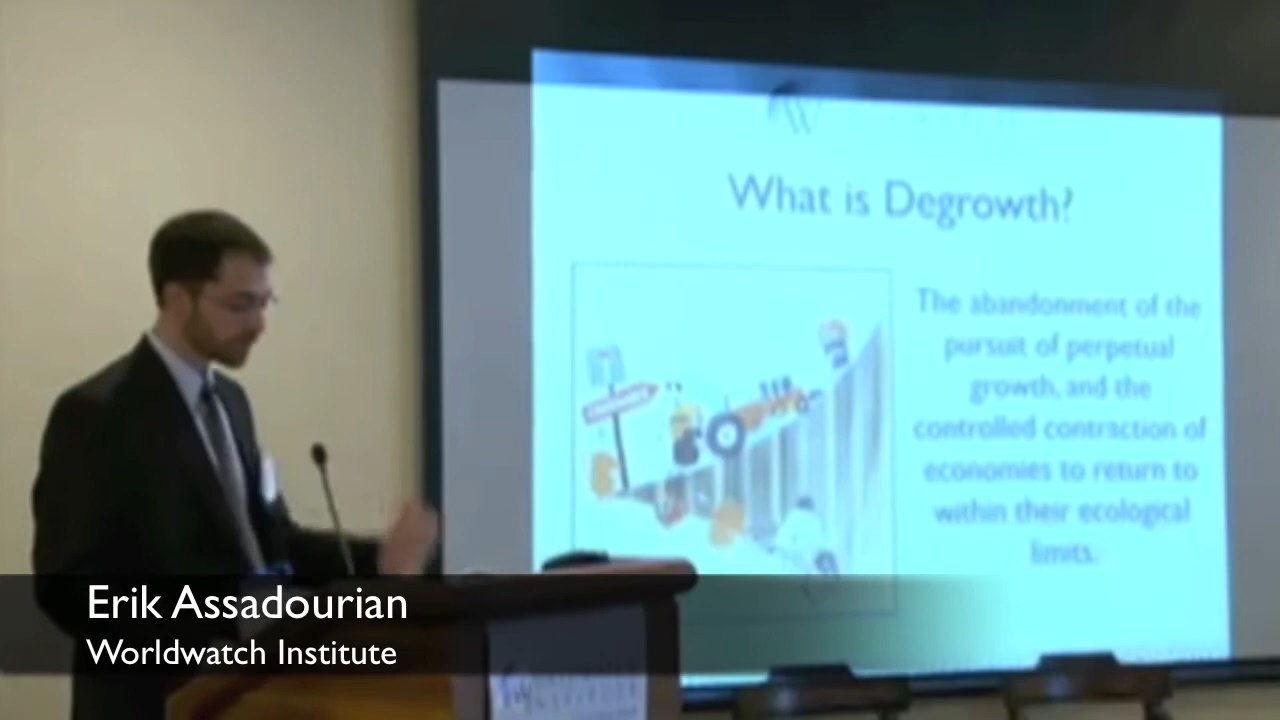 What is Degrowth?
The abandonment of the
pursuit of perpetual
growth, and the
controlled contraction of
economies to return to
within their ecological
limits.
Erik Assadourian
Worldwatch Institute